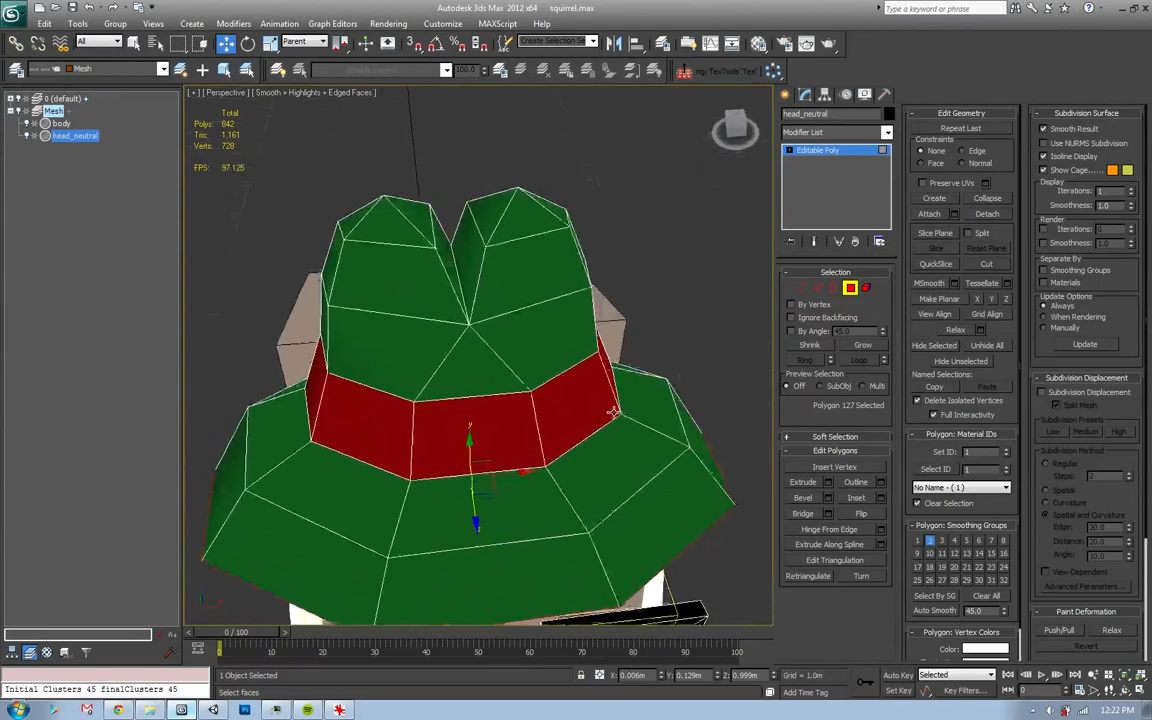 Autodesk 3ds Max 2012 x64 squirrel.max
Type a keyword or phrase
Edit Tools Group Views Create Modifiers Animation Graph Editors Rendering Customize MAXScript Help
All Parent Create Selection Se
Mesh (Enable Layers) 100.0 ng: TexTools 'Tex'
0 (default)
Mesh
body
head_neutral
[ + ] [ Perspective ] [ Smooth + Highlights + Edged Faces ]
Total
Polys: 842
Tris: 1,161
Verts: 728
FPS: 97.125
head_neutral
Modifier List
Editable Poly
Selection
By Vertex
Ignore Backfacing
By Angle: 45.0
Shrink Grow
Ring Loop
Preview Selection
Off SubObj Multi
Polygon 127 Selected
Soft Selection
Edit Polygons
Insert Vertex
Extrude Outline
Bevel Inset
Bridge Flip
Hinge From Edge
Extrude Along Spline
Edit Triangulation
Retriangulate Turn
Edit Geometry
Repeat Last
Constraints
None Edge
Face Normal
Preserve UVs
Create Collapse
Attach Detach
Slice Plane Split
Slice Reset Plane
QuickSlice Cut
MSmooth Tessellate
Make Planar X Y Z
View Align Grid Align
Relax
Hide Selected Unhide All
Hide Unselected
Named Selections:
Copy Paste
Delete Isolated Vertices
Full Interactivity
Polygon: Material IDs
Set ID: 1
Select ID 1
No Name - ( 1 )
Clear Selection
Polygon: Smoothing Groups
1 2 3 4 5 6 7 8
9 10 11 12 13 14 15 16
17 18 19 20 21 22 23 24
25 26 27 28 29 30 31 32
Select By SG Clear All
Auto Smooth 45.0
Polygon: Vertex Colors
Color:
Subdivision Surface
Smooth Result
Use NURMS Subdivision
Isoline Display
Show Cage......
Display
Iterations: 1
Smoothness: 1.0
Render
Iterations: 0
Smoothness: 1.0
Separate By
Smoothing Groups
Materials
Update Options
Always
When Rendering
Manually
Update
Subdivision Displacement
Subdivision Displacement
Split Mesh
Subdivision Presets
Low Medium High
Subdivision Method
Regular
Steps: 2
Spatial
Curvature
Spatial and Curvature
Edge: 20.0
Distance: 20.0
Angle: 10.0
View-Dependent
Advanced Parameters...
Paint Deformation
Push/Pull Relax
Revert
0 / 100
0 10 20 30 40 50 60 70 80 90 100
Initial Clusters 45 finalClusters 45
1 Object Selected
Select faces
X: 0.006m Y: 0.129m Z: 0.999m Grid = 1.0m
Add Time Tag
Auto Key Selected
Set Key Key Filters... 0
12:22 PM